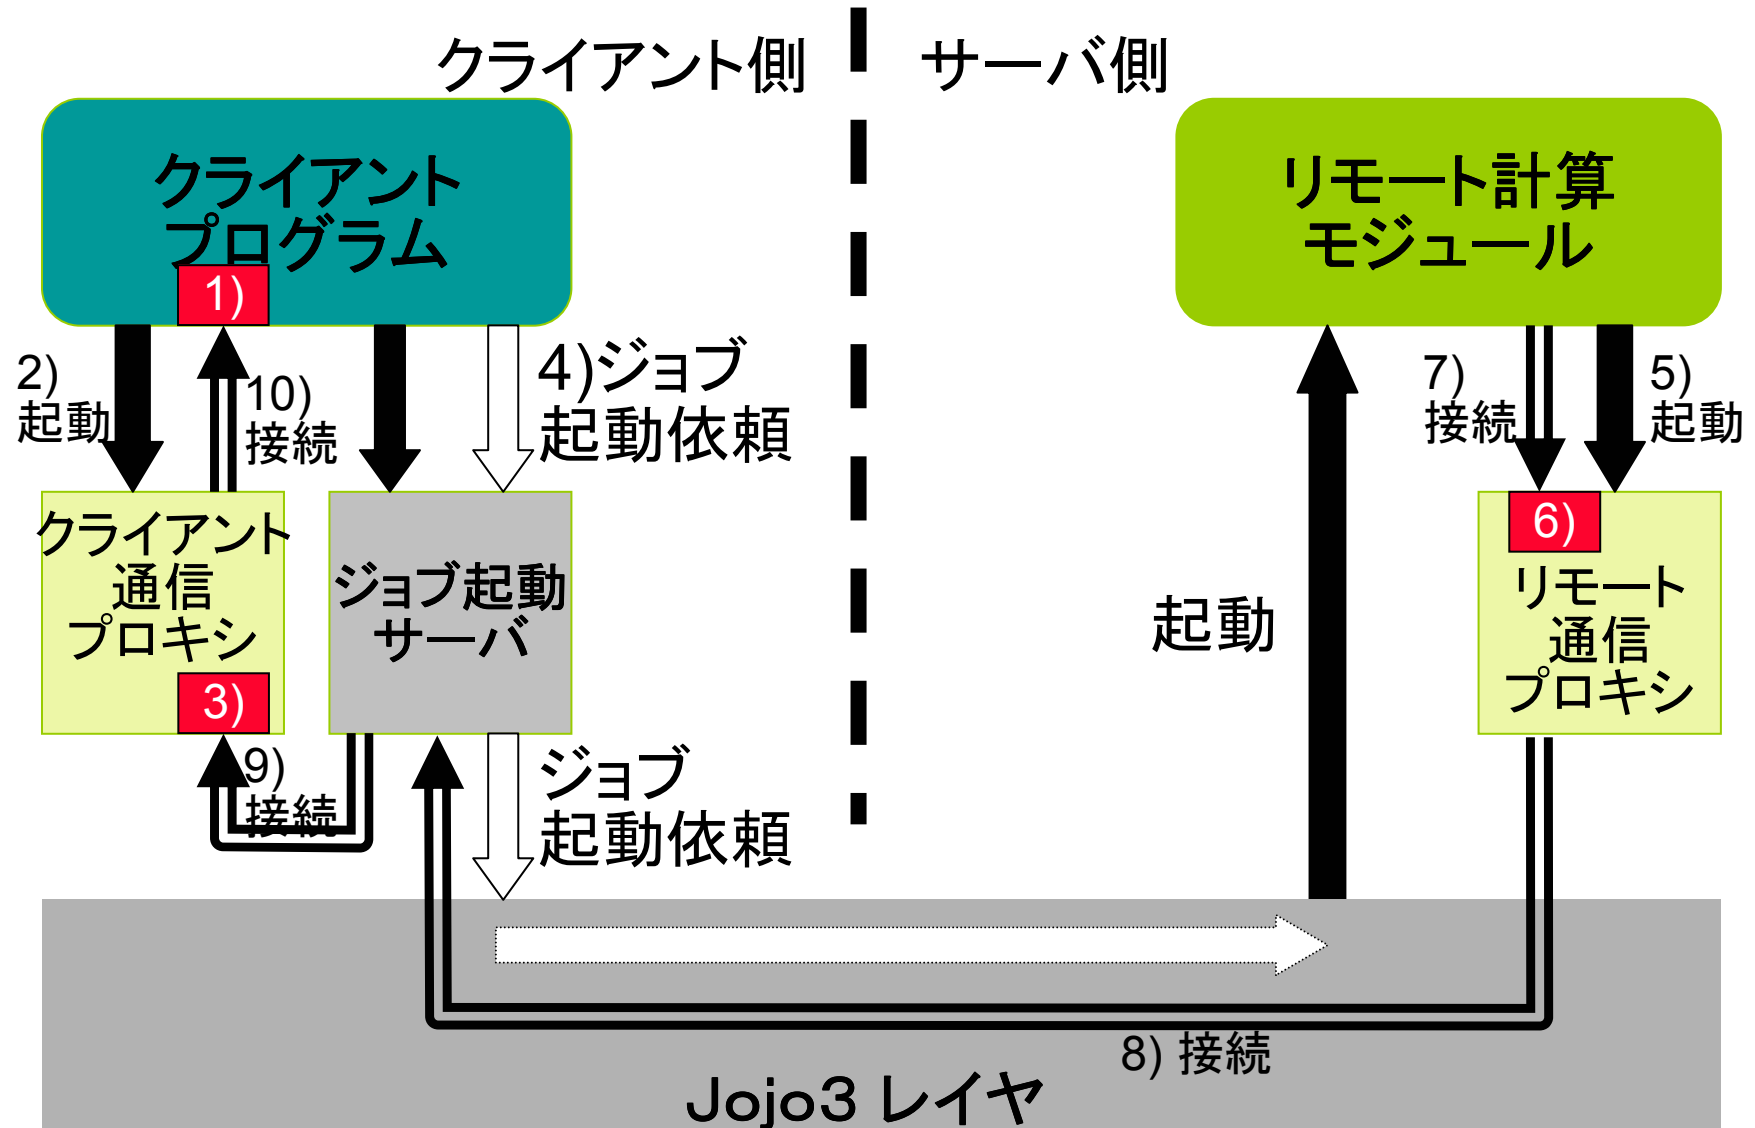 クライアント側
サーバ側
クライアント
プログラム
1)
リモート計算
モジュール
2)
起動
10)
接続
4)ジョブ
起動依頼
7)
接続
5)
起動
クライアント
通信
プロキシ
3)
ジョブ起動
サーバ
起動
6)
リモート
通信
プロキシ
9)
接続
ジョブ
起動依頼
8) 接続
Jojo3 レイヤ